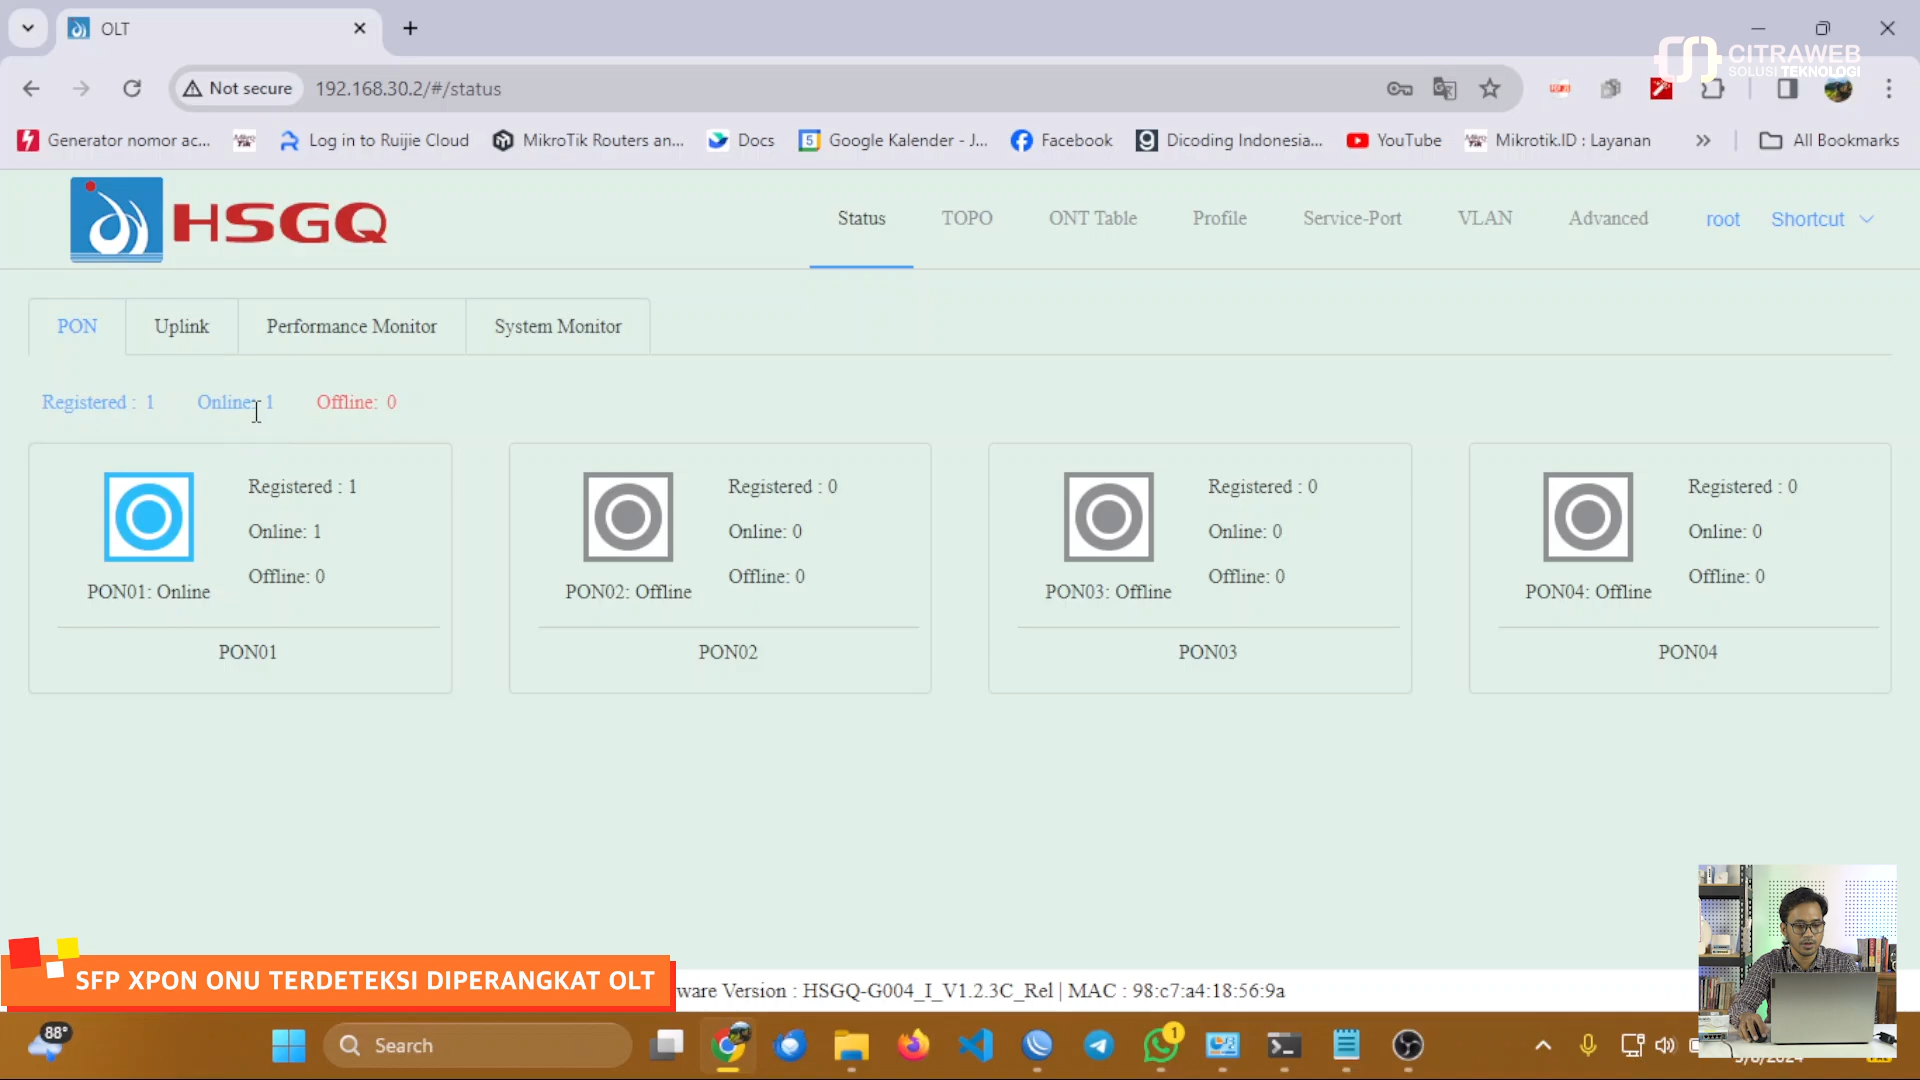 OLT
CITRAWEB
SOLUSI TEKNOLOGI
Not secure
192.168.30.2/#/status
Generator nomor ac...
Log in to Ruijie Cloud
MikroTik Routers an...
Docs
5
Google Kalender - J...
Facebook
Dicoding Indonesia...
YouTube
Mikrotik.ID : Layanan
All Bookmarks
HSGQ
Status
TOPO
ONT Table
Profile
Service-Port
VLAN
Advanced
root
Shortcut
PON
Uplink
Performance Monitor
System Monitor
Registered : 1
Online: 1
Offline: 0
Registered : 1
Online: 1
Offline: 0
PON01: Online
PON01
Registered : 0
Online: 0
Offline: 0
PON02: Offline
PON02
Registered : 0
Online: 0
Offline: 0
PON03: Offline
PON03
Registered : 0
Online: 0
Offline: 0
PON04: Offline
PON04
SFP XPON ONU TERDETEKSI DIPERANGKAT OLT
ware Version : HSGQ-G004_I_V1.2.3C_Rel | MAC : 98:c7:a4:18:56:9a
88°
Search
1